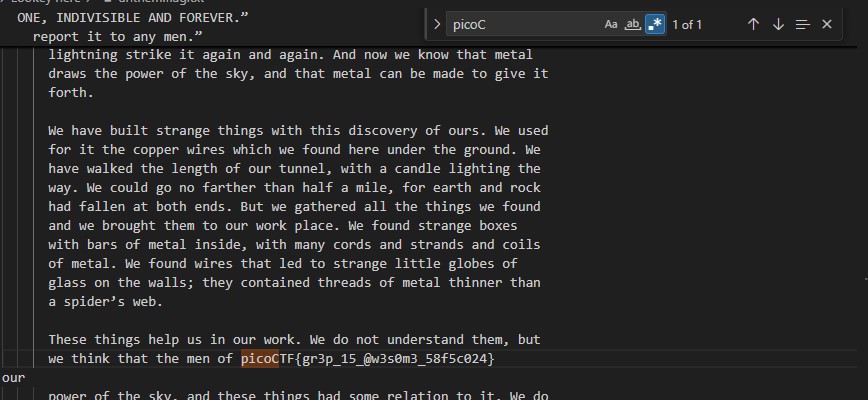 ONE, INDIVISIBLE AND FOREVER.”
report it to any men.”
picoC
Aa
ab
.*
1 of 1
lightning strike it again and again. And now we know that metal
draws the power of the sky, and that metal can be made to give it
forth.
We have built strange things with this discovery of ours. We used
for it the copper wires which we found here under the ground. We
have walked the length of our tunnel, with a candle lighting the
way. We could go no farther than half a mile, for earth and rock
had fallen at both ends. But we gathered all the things we found
and we brought them to our work place. We found strange boxes
with bars of metal inside, with many cords and strands and coils
of metal. We found wires that led to strange little globes of
glass on the walls; they contained threads of metal thinner than
a spider’s web.
These things help us in our work. We do not understand them, but
we think that the men of picoCTF{gr3p_15_@w3s0m3_58f5c024}
our
power of the sky, and these things had some relation to it. We do